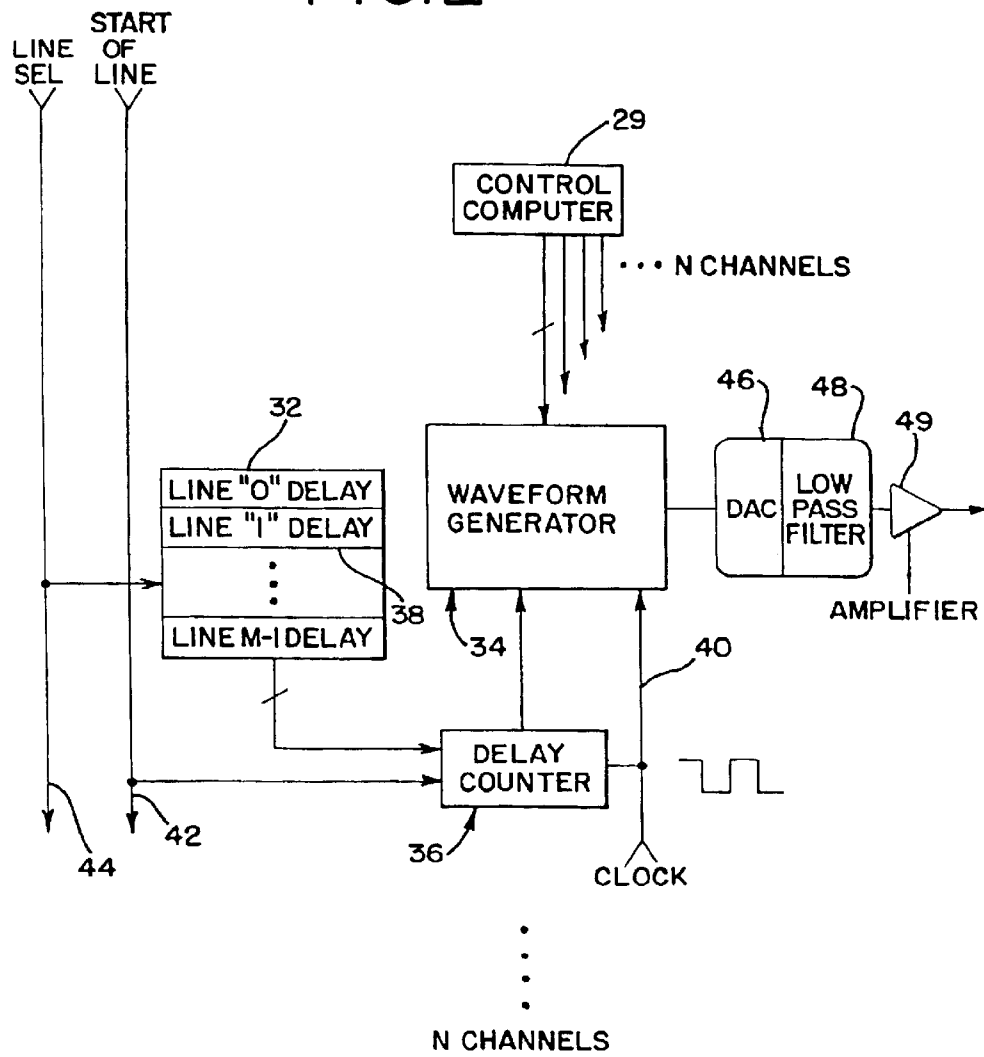 START
LINE OF
SEL LINE
29
CONTROL
COMPUTER
••• N CHANNELS
46 48
49
32
LINE "0" DELAY
LINE "1" DELAY
38
LINE M-1 DELAY
WAVEFORM
GENERATOR
DAC
LOW
PASS
FILTER
AMPLIFIER
34
40
DELAY
COUNTER
44
42
36
CLOCK
N CHANNELS